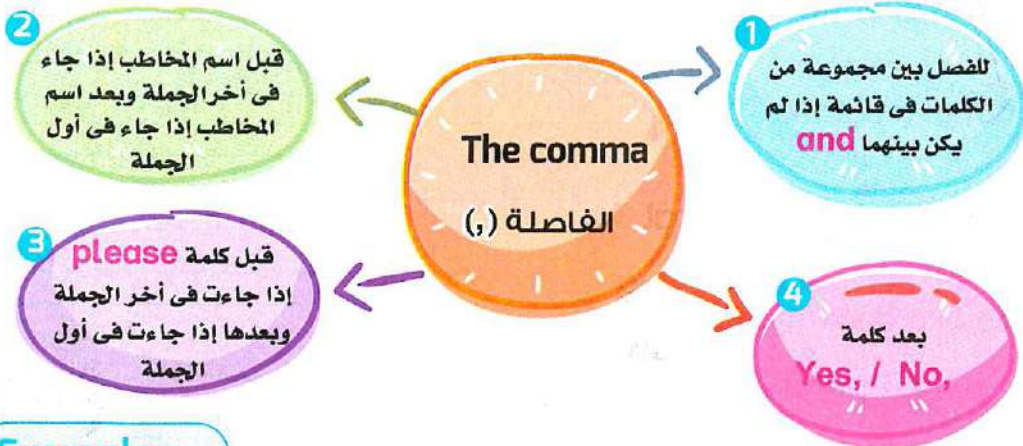 The comma
الفاصلة (,)
1
للفصل بين مجموعة من
الكلمات فى قائمة إذا لم
يكن بينهما and
2
قبل اسم المخاطب إذا جاء
فى أخر الجملة وبعد اسم
المخاطب إذا جاء فى أول
الجملة
3
قبل كلمة please
إذا جاءت فى أخر الجملة
وبعدها إذا جاءت فى أول
الجملة
4
بعد كلمة
Yes, / No,